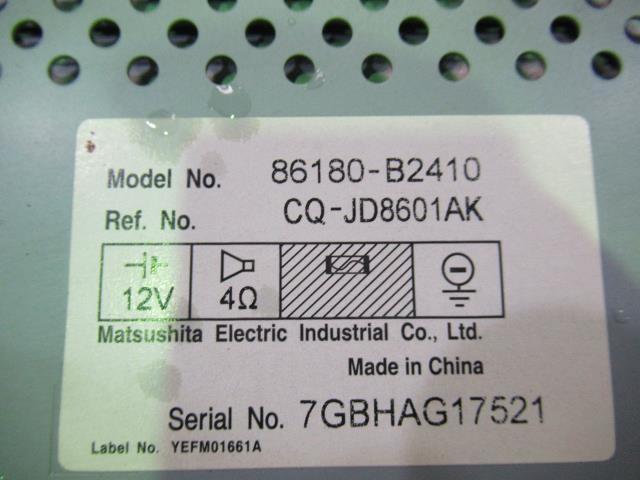 Model No. 86180-B2410
Ref. No. CQ-JD8601AK
12V 4Ω
Matsushita Electric Industrial Co., Ltd.
Made in China
Serial No. 7GBHAG17521
Label No. YEFM01661A